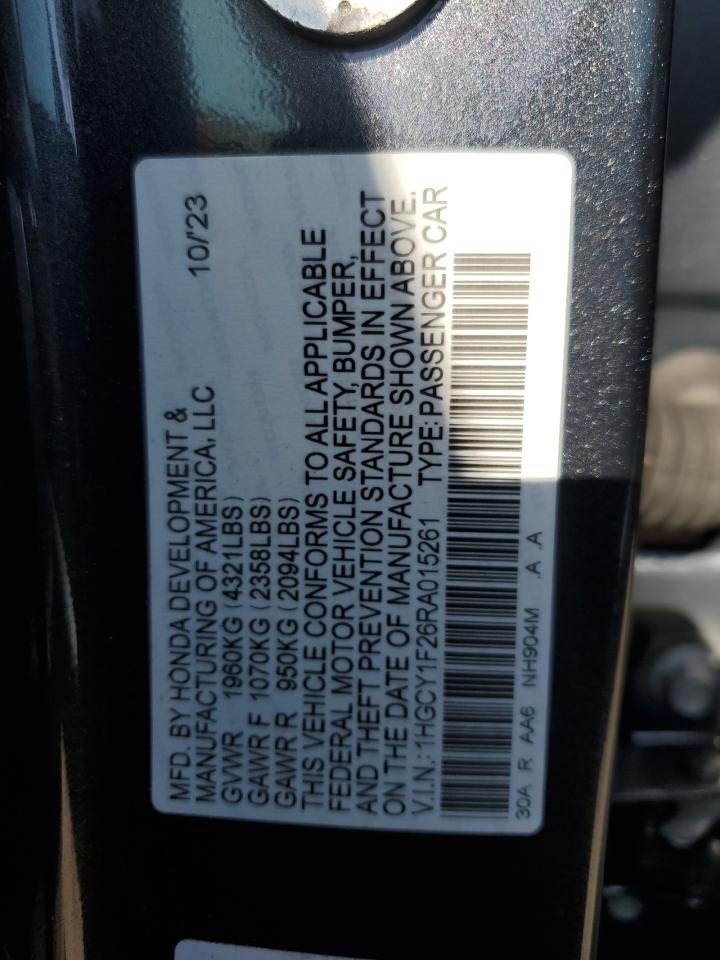 MFD. BY HONDA DEVELOPMENT & 10/'23
MANUFACTURING OF AMERICA, LLC
GVWR 1960KG (4321LBS)
GAWR F 1070KG (2358LBS)
GAWR R 950KG (2094LBS)
THIS VEHICLE CONFORMS TO ALL APPLICABLE
FEDERAL MOTOR VEHICLE SAFETY, BUMPER,
AND THEFT PREVENTION STANDARDS IN EFFECT
ON THE DATE OF MANUFACTURE SHOWN ABOVE.
V.I.N.: 1HGCY1F26RA015261 TYPE: PASSENGER CAR
30A R AA6 NH904M .A .A